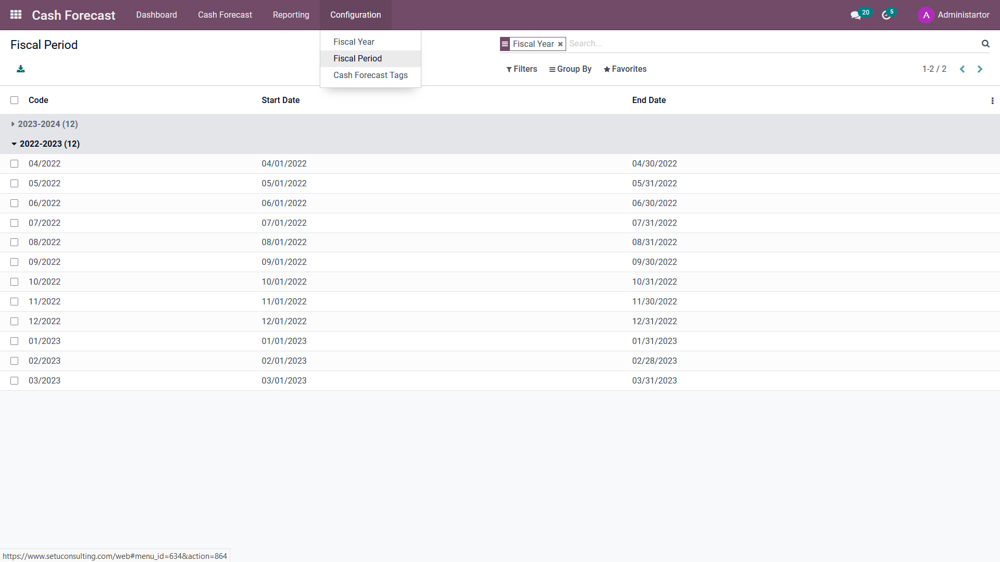 Cash Forecast Dashboard Cash Forecast Reporting Configuration 20 5 A Administartor
Fiscal Period
Fiscal Year
Fiscal Period
Cash Forecast Tags
Fiscal Year Search...
Filters Group By Favorites 1-2 / 2
Code Start Date End Date
2023-2024 (12)
2022-2023 (12)
04/2022 04/01/2022 04/30/2022
05/2022 05/01/2022 05/31/2022
06/2022 06/01/2022 06/30/2022
07/2022 07/01/2022 07/31/2022
08/2022 08/01/2022 08/31/2022
09/2022 09/01/2022 09/30/2022
10/2022 10/01/2022 10/31/2022
11/2022 11/01/2022 11/30/2022
12/2022 12/01/2022 12/31/2022
01/2023 01/01/2023 01/31/2023
02/2023 02/01/2023 02/28/2023
03/2023 03/01/2023 03/31/2023
https://www.setuconsulting.com/web#menu_id=634&action=864